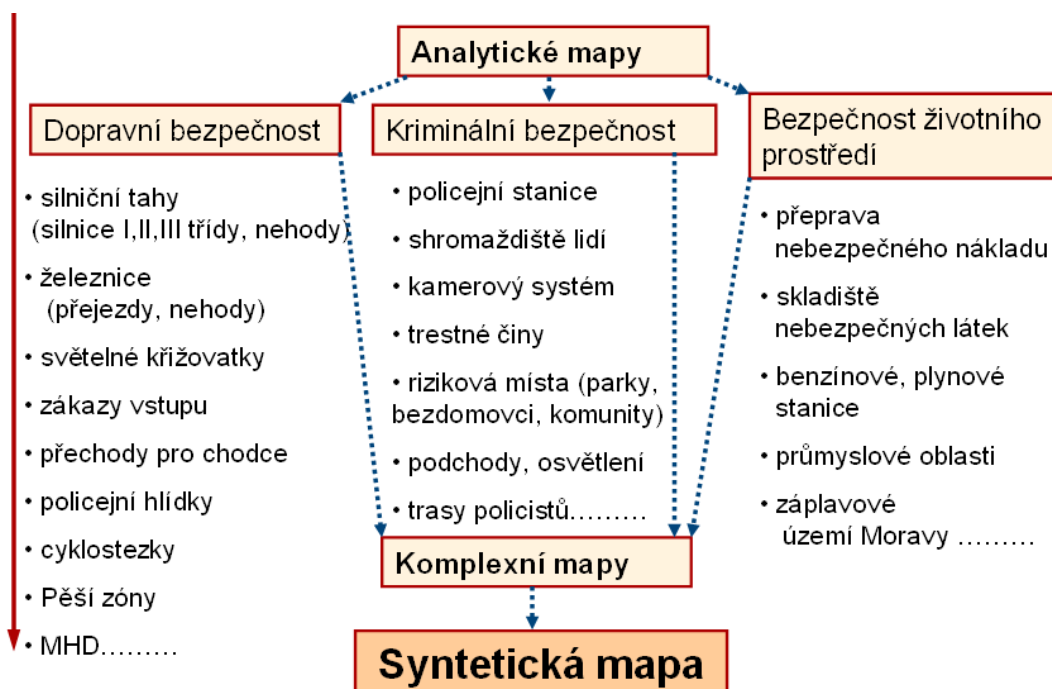 Analytické mapy
Dopravní bezpečnost
• silniční tahy
(silnice I,II,III třídy, nehody)
• železnice
(přejezdy, nehody)
• světelné křižovatky
• zákazy vstupu
• přechody pro chodce
• policejní hlídky
• cyklostezky
• Pěší zóny
• MHD.........
Kriminální bezpečnost
• policejní stanice
• shromaždiště lidí
• kamerový systém
• trestné činy
• riziková místa (parky,
bezdomovci, komunity)
• podchody, osvětlení
• trasy policistů.........
Bezpečnost životního
prostředí
• přeprava
nebezpečného nákladu
• skladiště
nebezpečných látek
• benzínové, plynové
stanice
• průmyslové oblasti
• záplavové
území Moravy .........
Komplexní mapy
Syntetická mapa